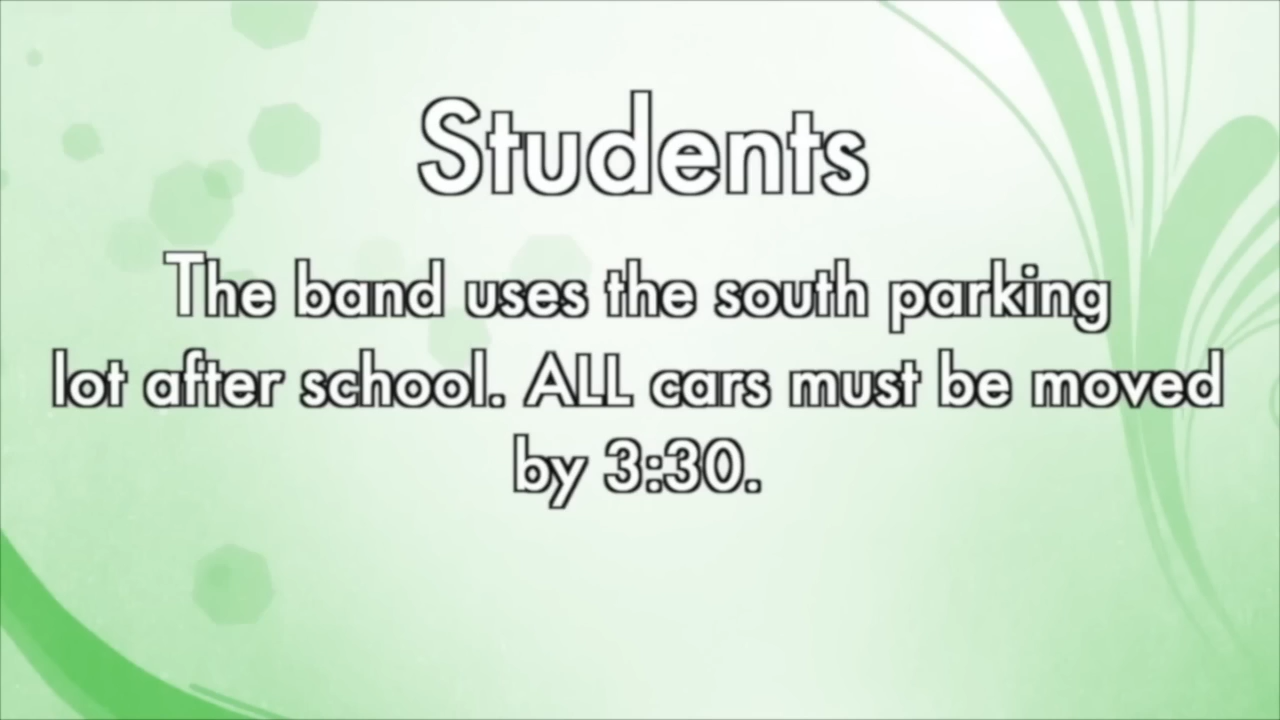 Students
The band uses the south parking
lot after school. ALL cars must be moved
by 3:30.